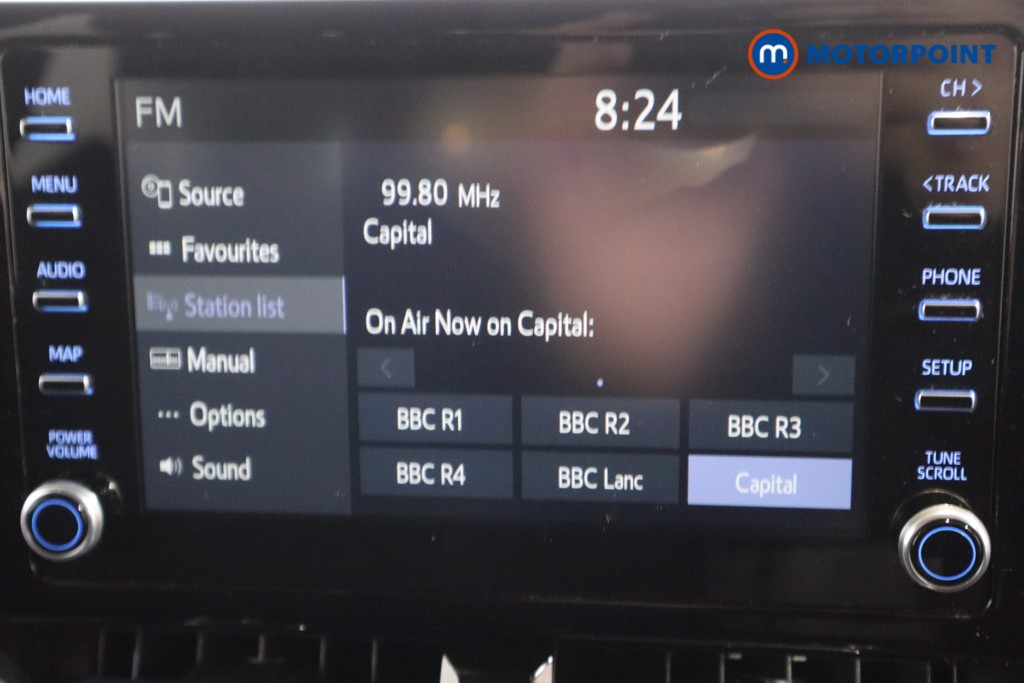 m MOTORPOINT
HOME
FM
8:24
CH >
MENU
Source
99.80 MHz
<TRACK
Favourites
Capital
AUDIO
Station list
On Air Now on Capital:
PHONE
MAP
Manual
<
>
SETUP
Options
BBC R1
BBC R2
BBC R3
POWER
VOLUME
Sound
BBC R4
BBC Lanc
Capital
TUNE
SCROLL